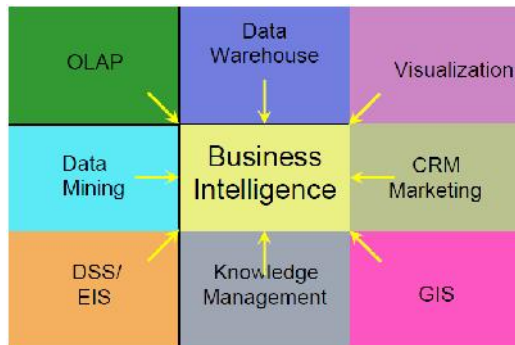 OLAP
Data
Warehouse
Visualization
Data
Mining
Business
Intelligence
CRM
Marketing
DSS/
EIS
Knowledge
Management
GIS